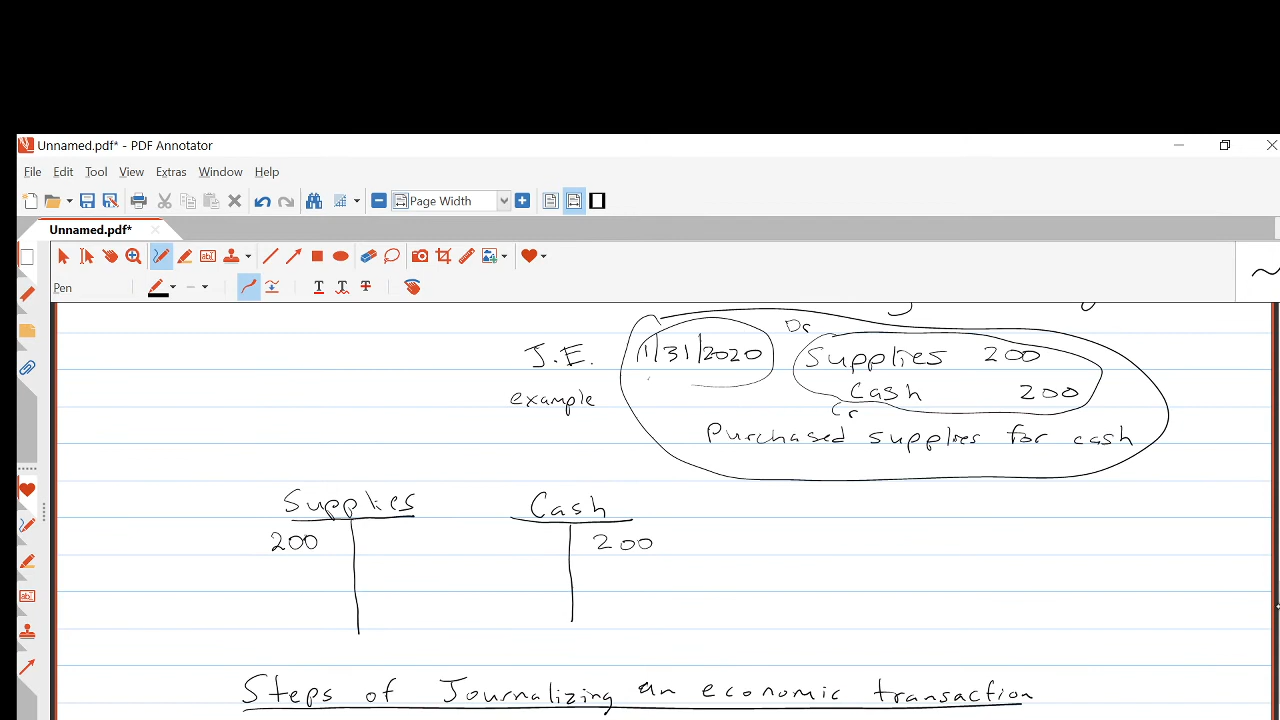 Unnamed.pdf* - PDF Annotator
File Edit Tool View Extras Window Help
Page Width
Unnamed.pdf*
Pen
Dr
J.E. 1/31/2020 Supplies 200
example Cash 200
Cr
Purchased supplies for cash
Supplies Cash
200 200
Steps of Journalizing an economic transaction